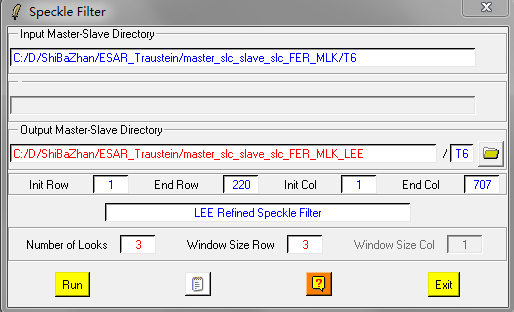 Speckle Filter
Input Master-Slave Directory
C:/D/ShiBaZhan/ESAR_Traustein/master_slc_slave_slc_FER_MLK/T6
Output Master-Slave Directory
C:/D/ShiBaZhan/ESAR_Traustein/master_slc_slave_slc_FER_MLK_LEE / T6
Init Row 1 End Row 220 Init Col 1 End Col 707
LEE Refined Speckle Filter
Number of Looks 3 Window Size Row 3 Window Size Col 1
Run ? Exit